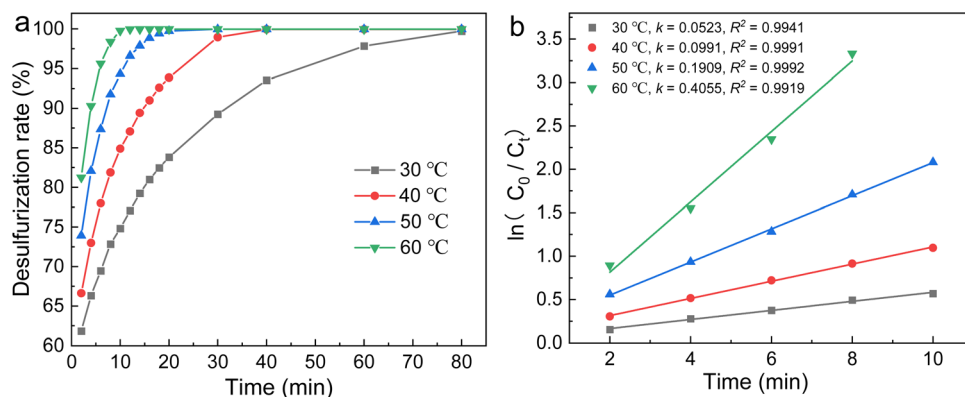 a
100
95
90
85
80
75
70
65
60
Desulfurization rate (%)
30 ℃
40 ℃
50 ℃
60 ℃
0 10 20 30 40 50 60 70 80
Time (min)
b
3.5
3.0
2.5
2.0
1.5
1.0
0.5
0.0
ln( C0 / Ct )
30 ℃, k = 0.0523, R² = 0.9941
40 ℃, k = 0.0991, R² = 0.9991
50 ℃, k = 0.1909, R² = 0.9992
60 ℃, k = 0.4055, R² = 0.9919
2 4 6 8 10
Time (min)